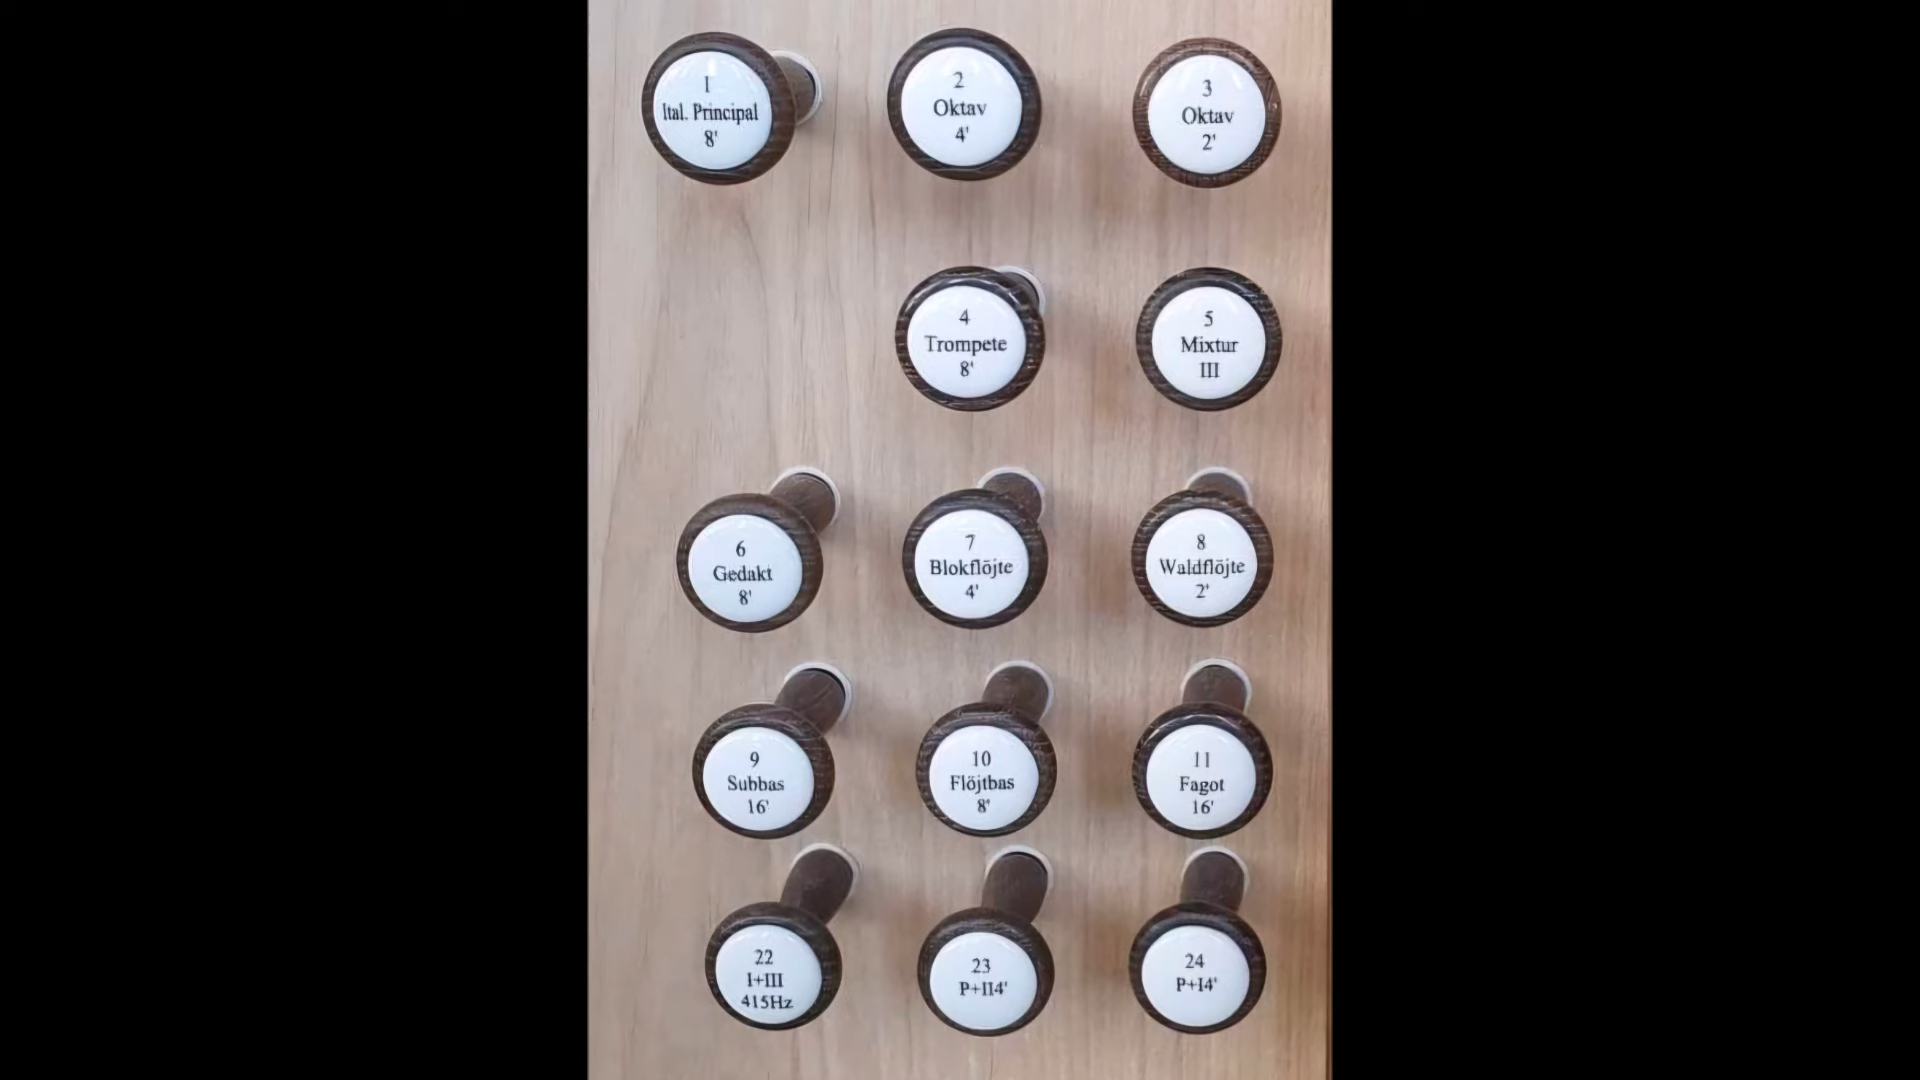 1
Ital. Principal
8'
2
Oktav
4'
3
Oktav
2'
4
Trompete
8'
5
Mixtur
III
6
Gedakt
8'
7
Blokflöjte
4'
8
Waldflöjte
2'
9
Subbas
16'
10
Flöjtbas
8'
11
Fagot
16'
22
I+III
415Hz
23
P+II4'
24
P+I4'